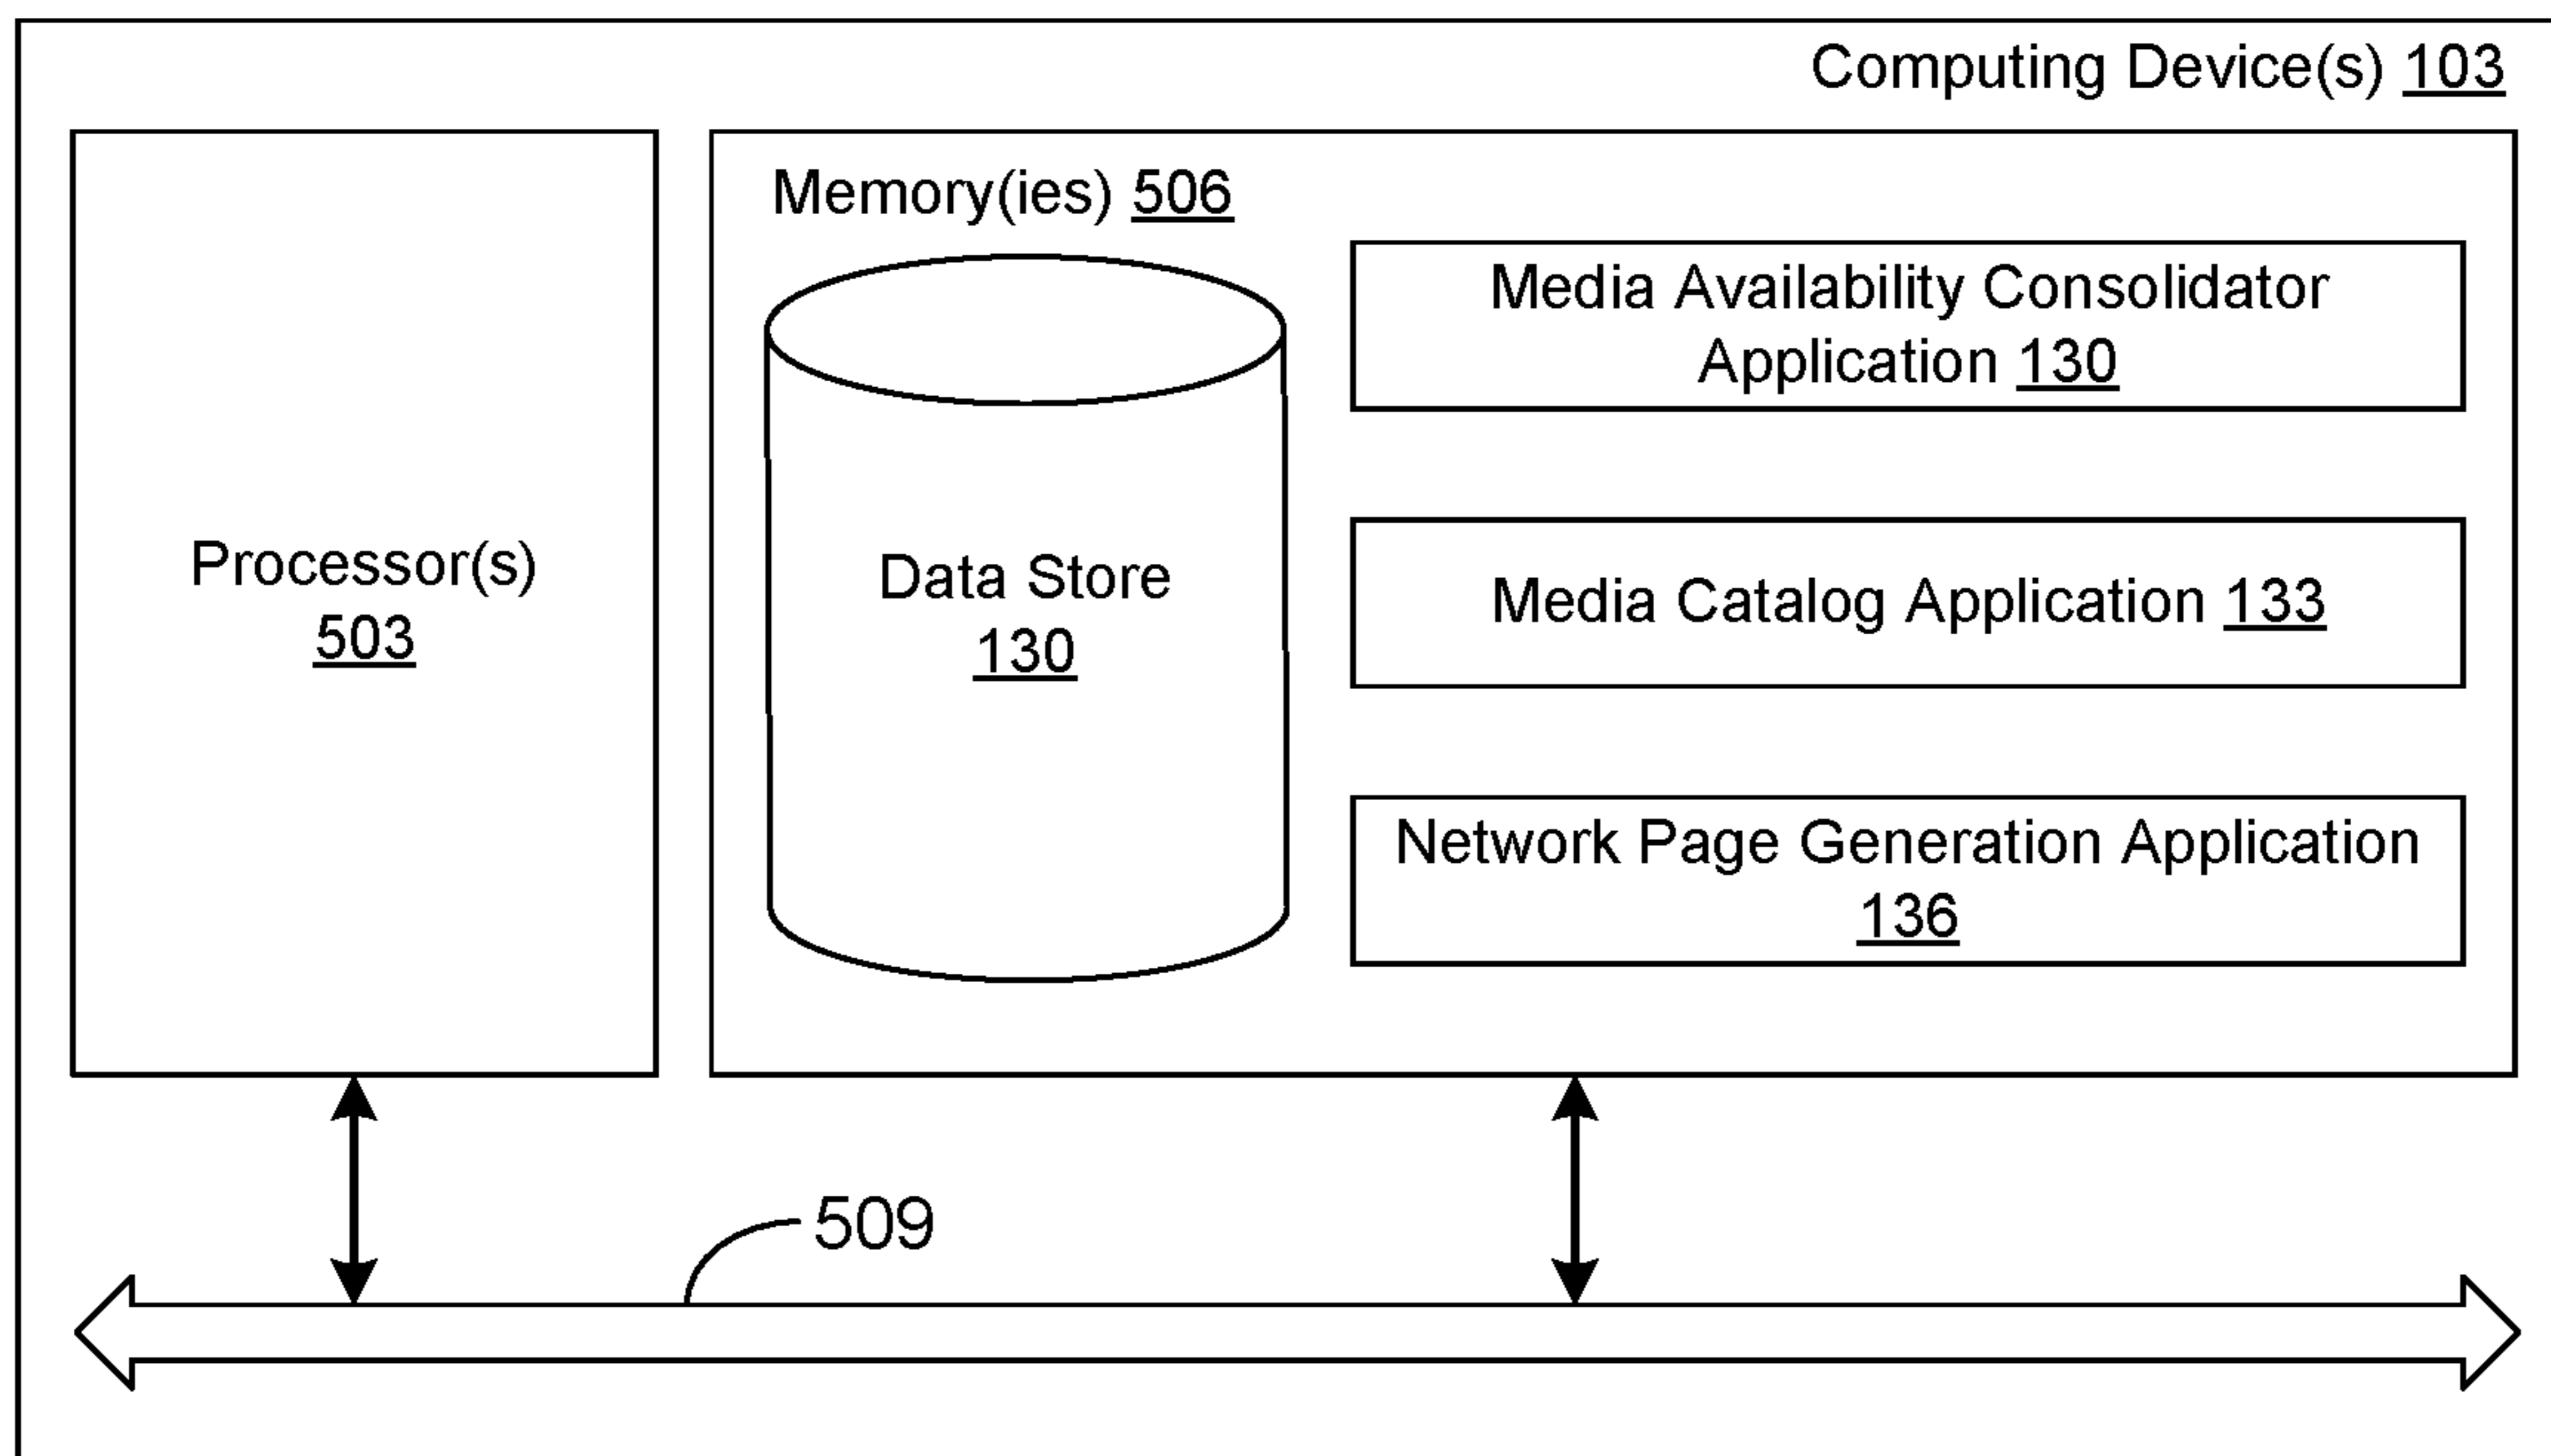 Computing Device(s) 103
Processor(s)
503
Memory(ies) 506
Data Store
130
Media Availability Consolidator
Application 130
Media Catalog Application 133
Network Page Generation Application
136
509